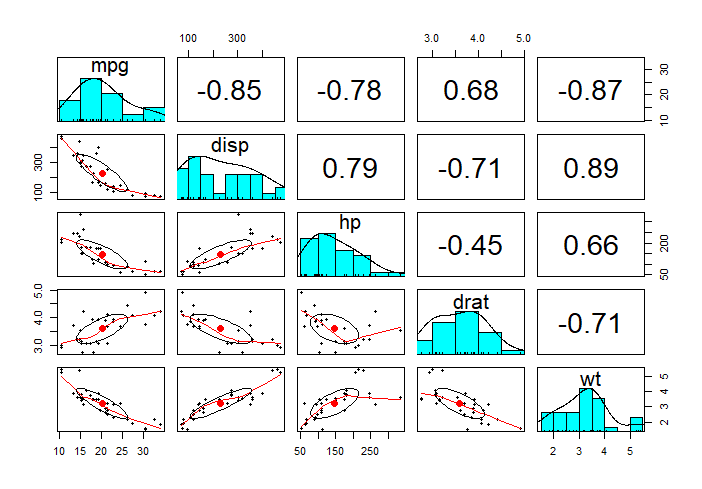 100 300
3.0 4.0 5.0
mpg -0.85 -0.78 0.68 -0.87
10 20 30
100 300
disp 0.79 -0.71 0.89
hp -0.45 0.66
50 200
3.0 4.0 5.0
drat -0.71
wt
2 3 4 5
10 15 20 25 30
50 150 250
2 3 4 5